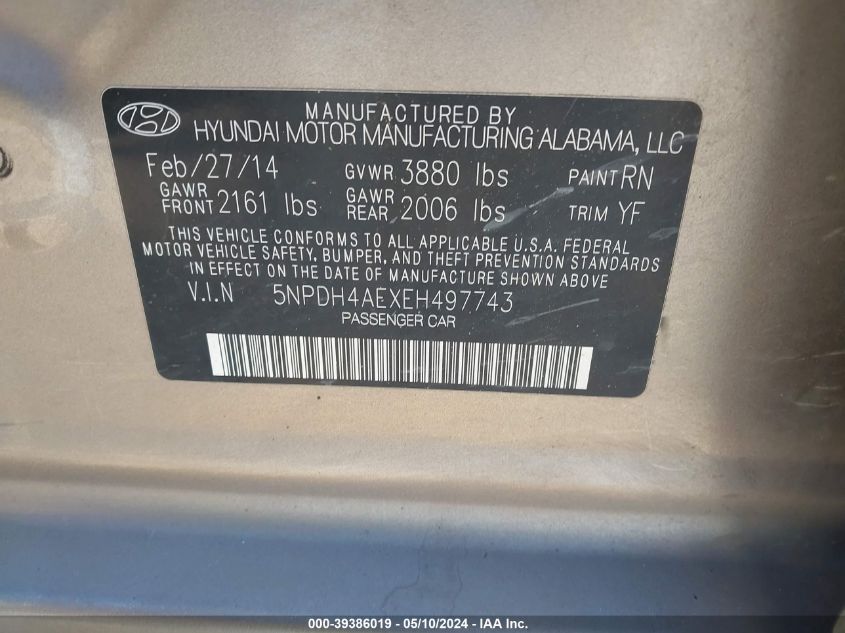 MANUFACTURED BY
HYUNDAI MOTOR MANUFACTURING ALABAMA, LLC
Feb/27/14 GVWR 3880 lbs PAINT RN
GAWR FRONT 2161 lbs GAWR REAR 2006 lbs TRIM YF
THIS VEHICLE CONFORMS TO ALL APPLICABLE U.S.A. FEDERAL
MOTOR VEHICLE SAFETY, BUMPER, AND THEFT PREVENTION STANDARDS
IN EFFECT ON THE DATE OF MANUFACTURE SHOWN ABOVE
V.I.N 5NPDH4AEXEH497743
PASSENGER CAR
000-39386019 - 05/10/2024 - © IAA Inc.